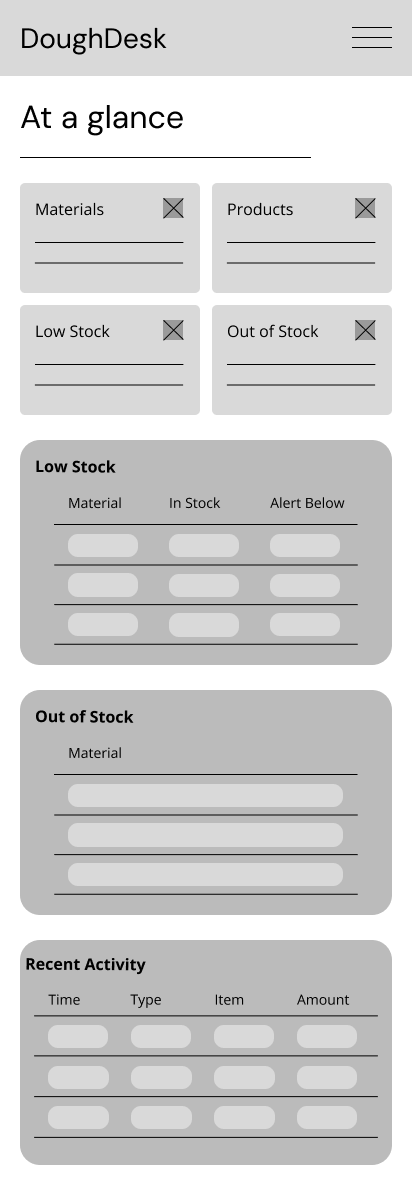 DoughDesk
At a glance
Materials
Products
Low Stock
Out of Stock
Low Stock
Material In Stock Alert Below
Out of Stock
Material
Recent Activity
Time Type Item Amount